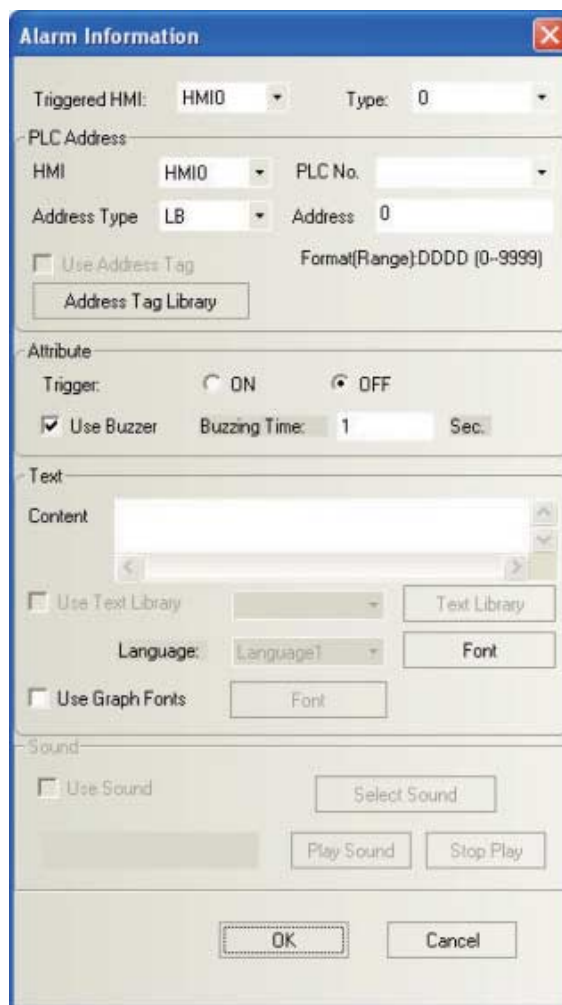 Alarm Information
Triggered HMI: HMI0 Type: 0
PLC Address
HMI HMI0 PLC No.
Address Type LB Address 0
Use Address Tag Format(Range):DDDD (0--9999)
Address Tag Library
Attribute
Trigger: ON OFF
Use Buzzer Buzzing Time: 1 Sec.
Text
Content
Use Text Library Text Library
Language: Language1 Font
Use Graph Fonts Font
Sound
Use Sound Select Sound
Play Sound Stop Play
OK Cancel